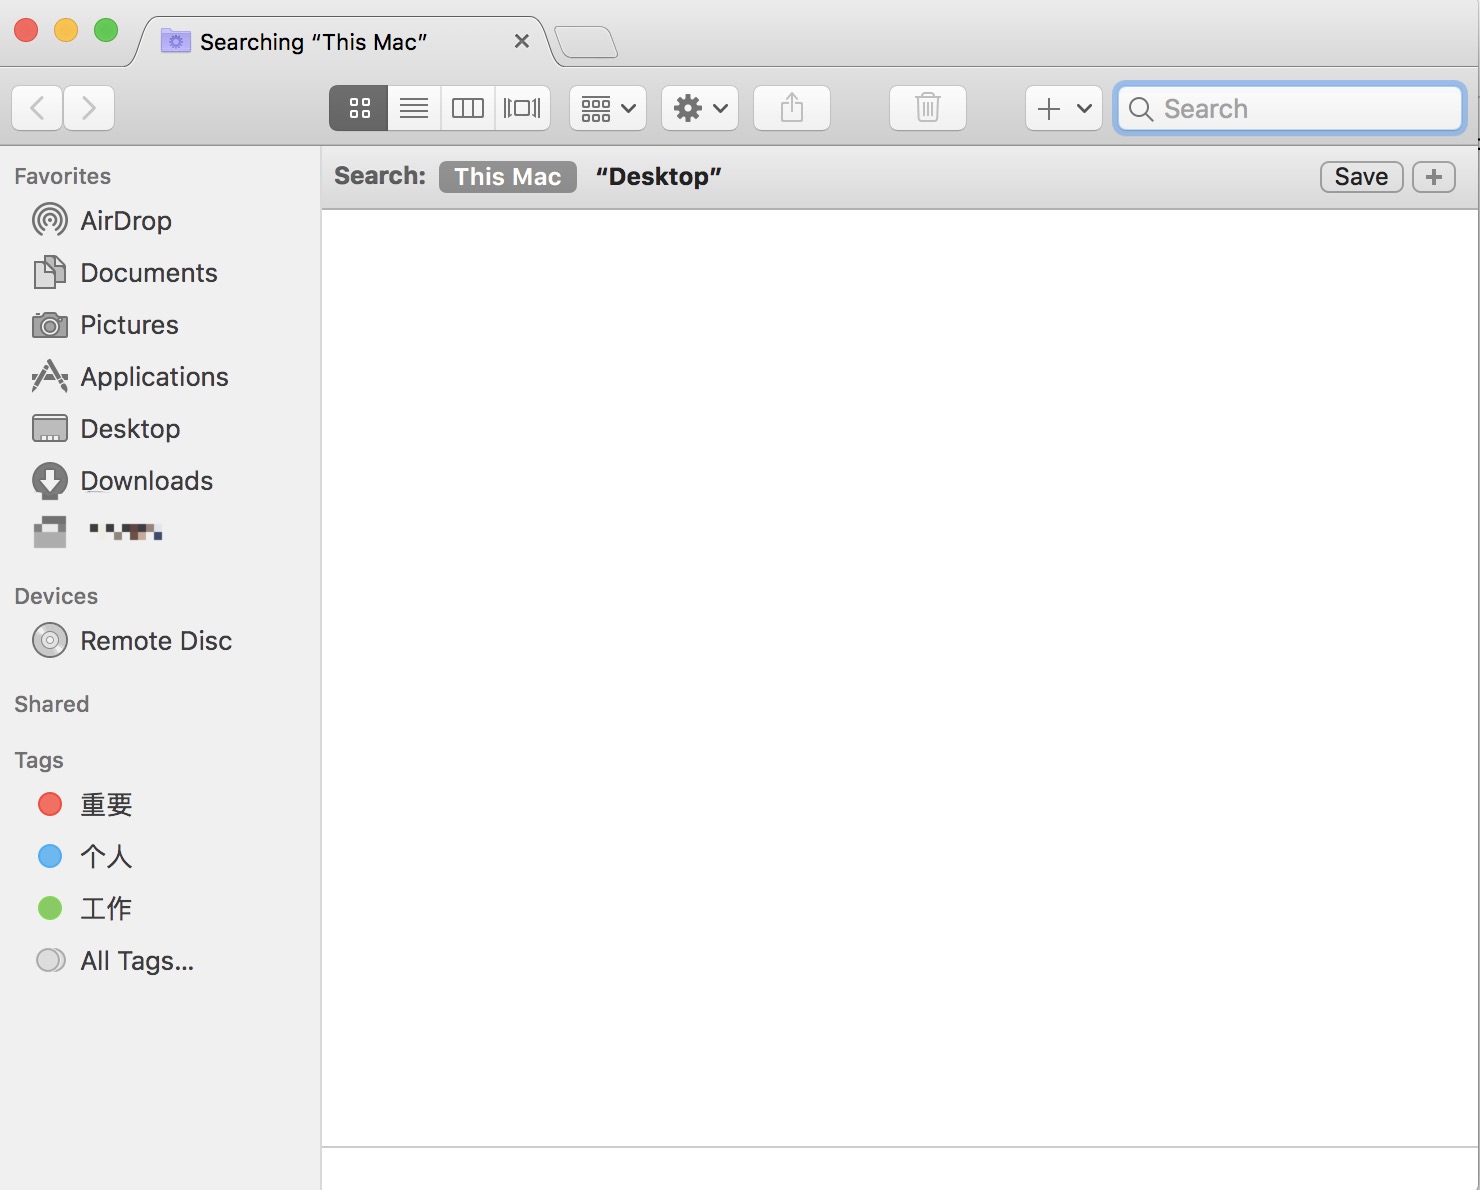 Searching “This Mac”
Search
Search: This Mac “Desktop” Save
Favorites
AirDrop
Documents
Pictures
Applications
Desktop
Downloads
Devices
Remote Disc
Shared
Tags
重要
个人
工作
All Tags...